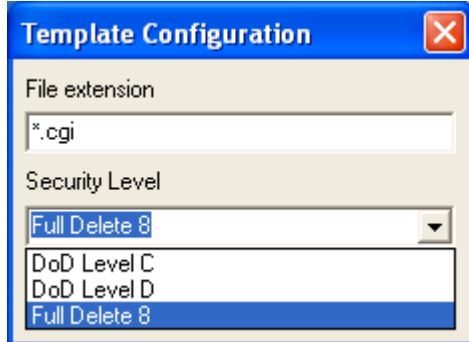 Template Configuration
File extension
*.cgi
Security Level
Full Delete 8
DoD Level C
DoD Level D
Full Delete 8